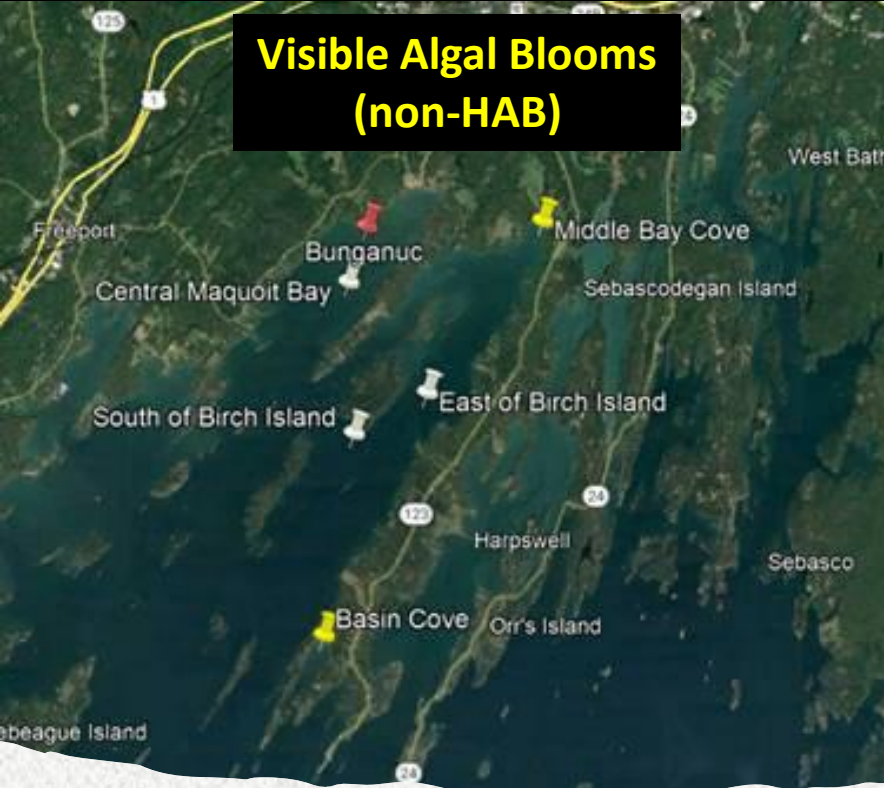 125
Visible Algal Blooms
(non-HAB)
1
West Bath
Freeport
Middle Bay Cove
Bunganuc
Central Maquoit Bay
Sebascodegan Island
East of Birch Island
South of Birch Island
24
123
Harpswell
Sebasco
Basin Cove
Orr's Island
ebeague Island
24